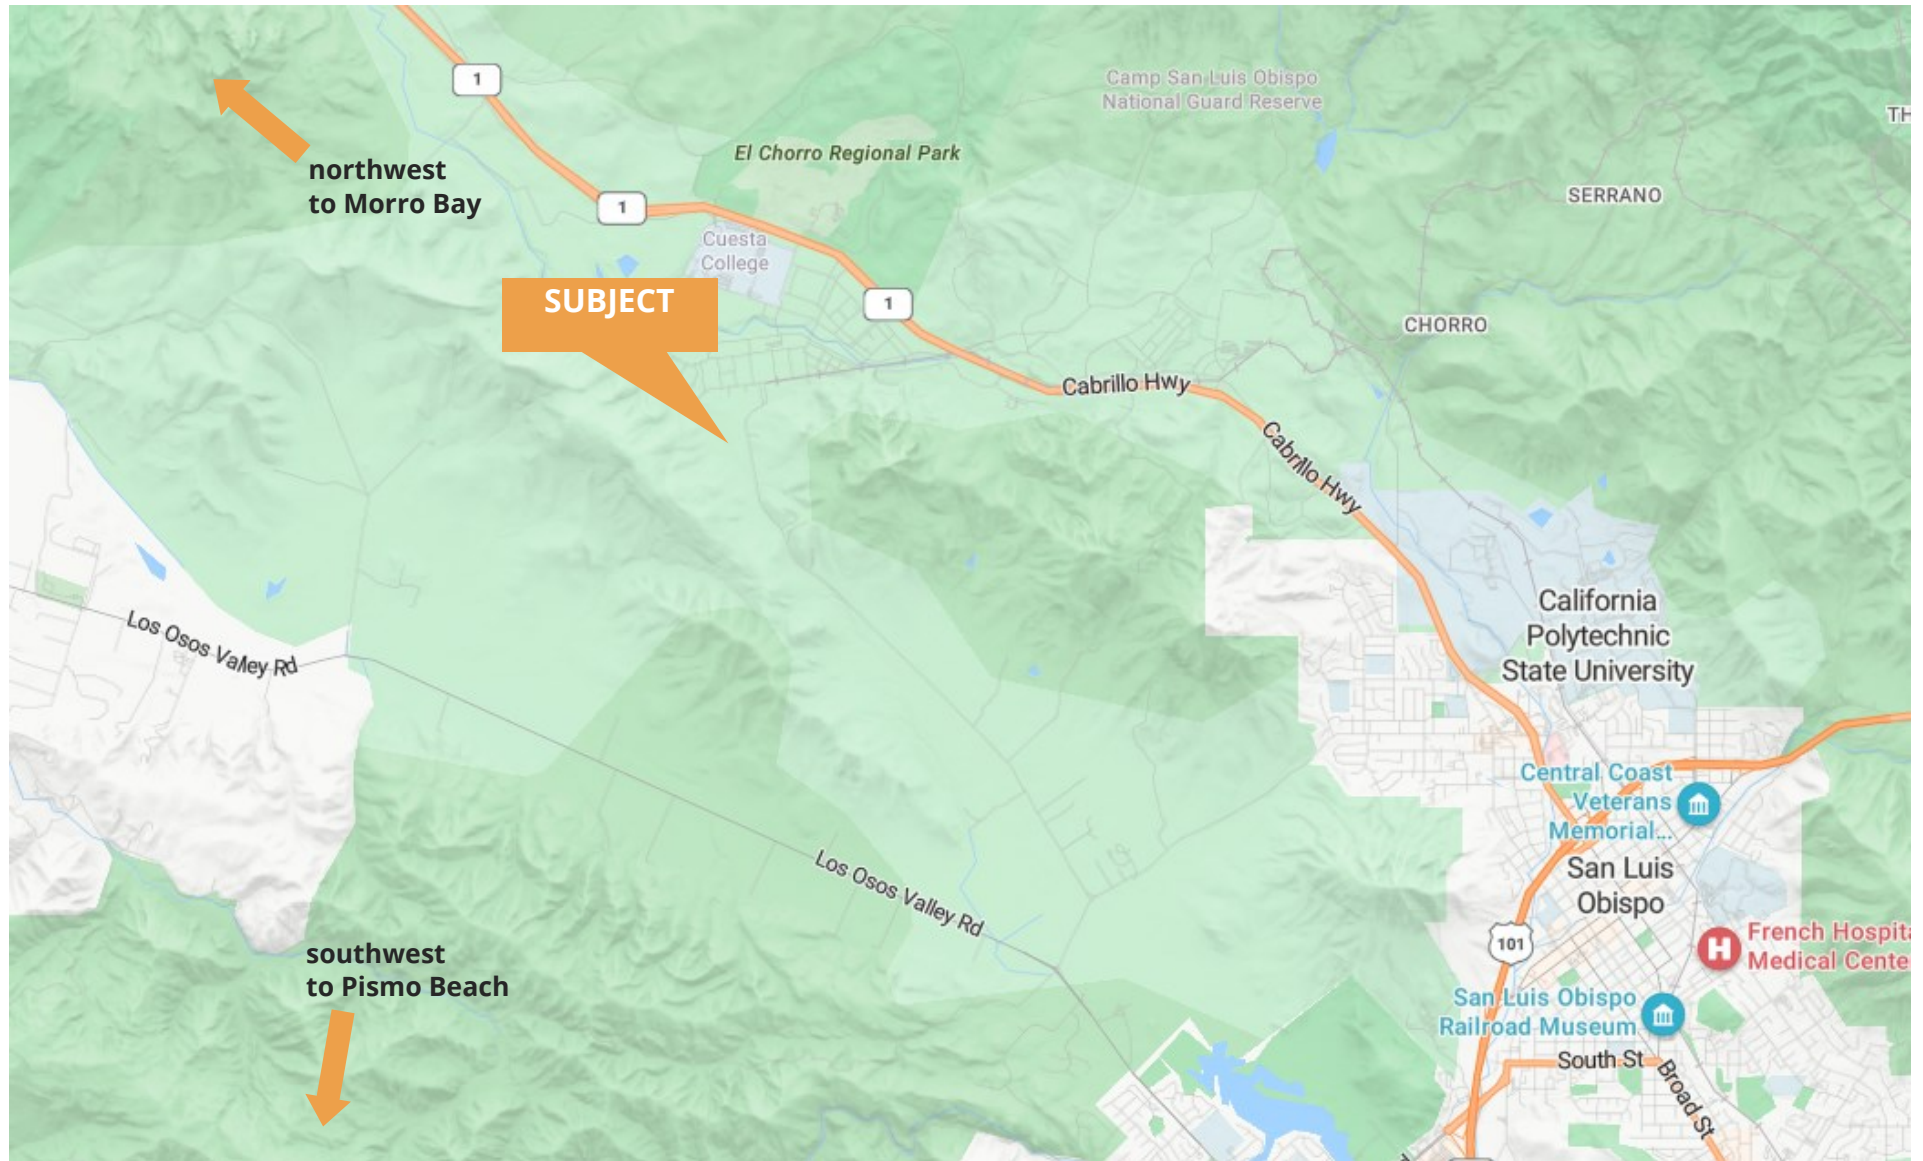 1
Camp San Luis Obispo
National Guard Reserve
TH
El Chorro Regional Park
northwest
to Morro Bay
SERRANO
1
Cuesta
College
SUBJECT
1
CHORRO
Cabrillo Hwy
Cabrillo Hwy
California
Polytechnic
State University
Los Osos Valley Rd
Central Coast
Veterans
Memorial...
Los Osos Valley Rd
San Luis
Obispo
101
H
French Hospita
Medical Cente
southwest
to Pismo Beach
San Luis Obispo
Railroad Museum
South St
Broad St